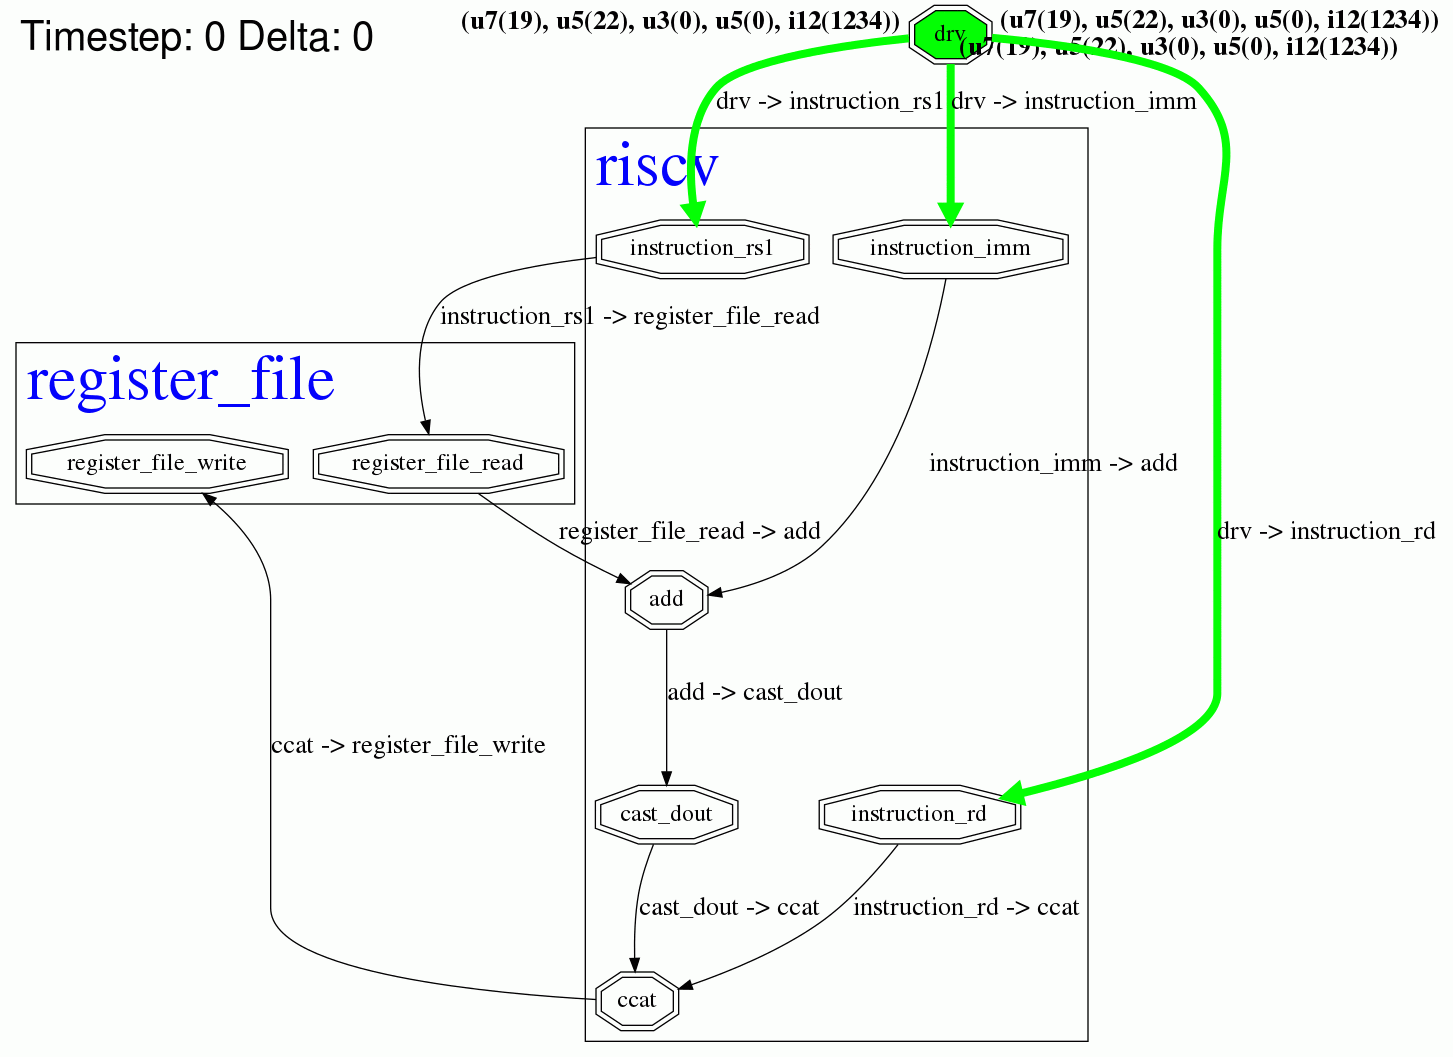 Timestep: 0 Delta: 0
(u7(19), u5(22), u3(0), u5(0), i12(1234))
drv
(u7(19), u5(22), u3(0), u5(0), i12(1234))
(u7(19), u5(22), u3(0), u5(0), i12(1234))
drv -> instruction_rs1
drv -> instruction_imm
riscv
instruction_rs1
instruction_imm
instruction_rs1 -> register_file_read
register_file
register_file_write
register_file_read
instruction_imm -> add
register_file_read -> add
drv -> instruction_rd
add
add -> cast_dout
ccat -> register_file_write
cast_dout
instruction_rd
cast_dout -> ccat
instruction_rd -> ccat
ccat